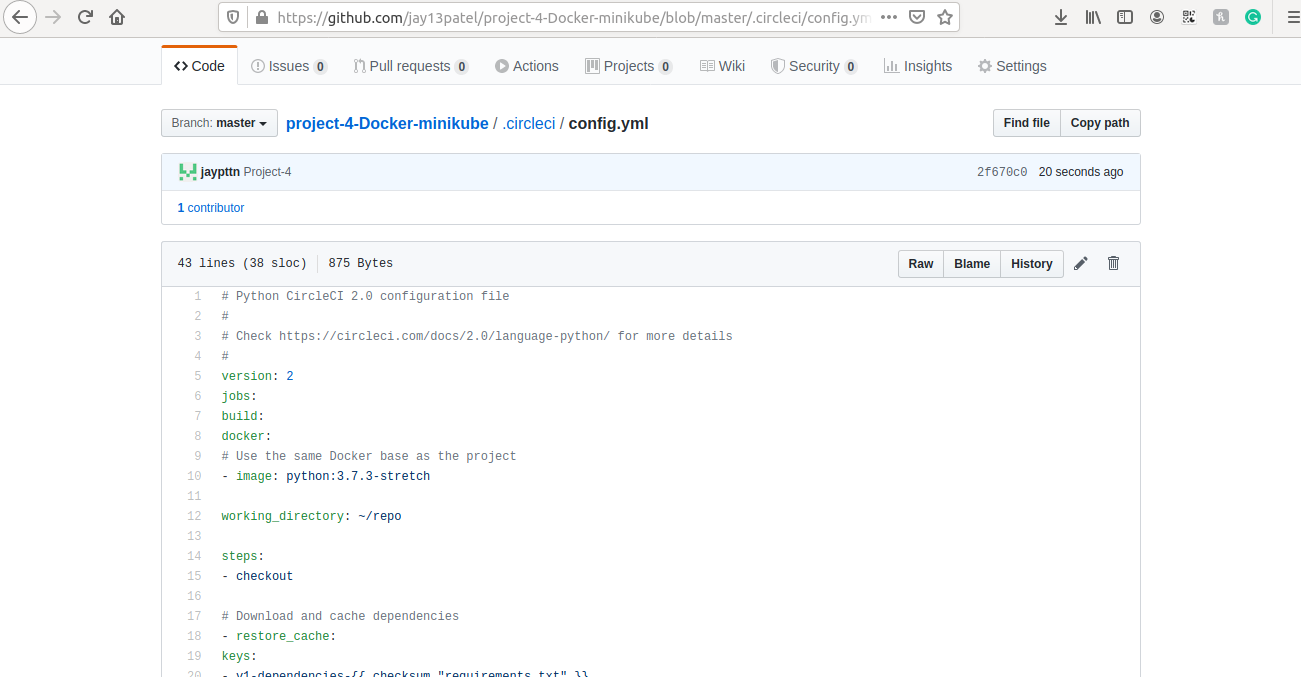 https://github.com/jay13patel/project-4-Docker-minikube/blob/master/.circleci/config.ym
Code Issues 0 Pull requests 0 Actions Projects 0 Wiki Security 0 Insights Settings
Branch: master project-4-Docker-minikube / .circleci / config.yml Find file Copy path
jaypttn Project-4 2f670c0 20 seconds ago
1 contributor
43 lines (38 sloc) 875 Bytes Raw Blame History
1 # Python CircleCI 2.0 configuration file
2 #
3 # Check https://circleci.com/docs/2.0/language-python/ for more details
4 #
5 version: 2
6 jobs:
7 build:
8 docker:
9 # Use the same Docker base as the project
10 - image: python:3.7.3-stretch
11
12 working_directory: ~/repo
13
14 steps:
15 - checkout
16
17 # Download and cache dependencies
18 - restore_cache:
19 keys:
20 - v1-dependencies-{{ checksum "requirements.txt" }}